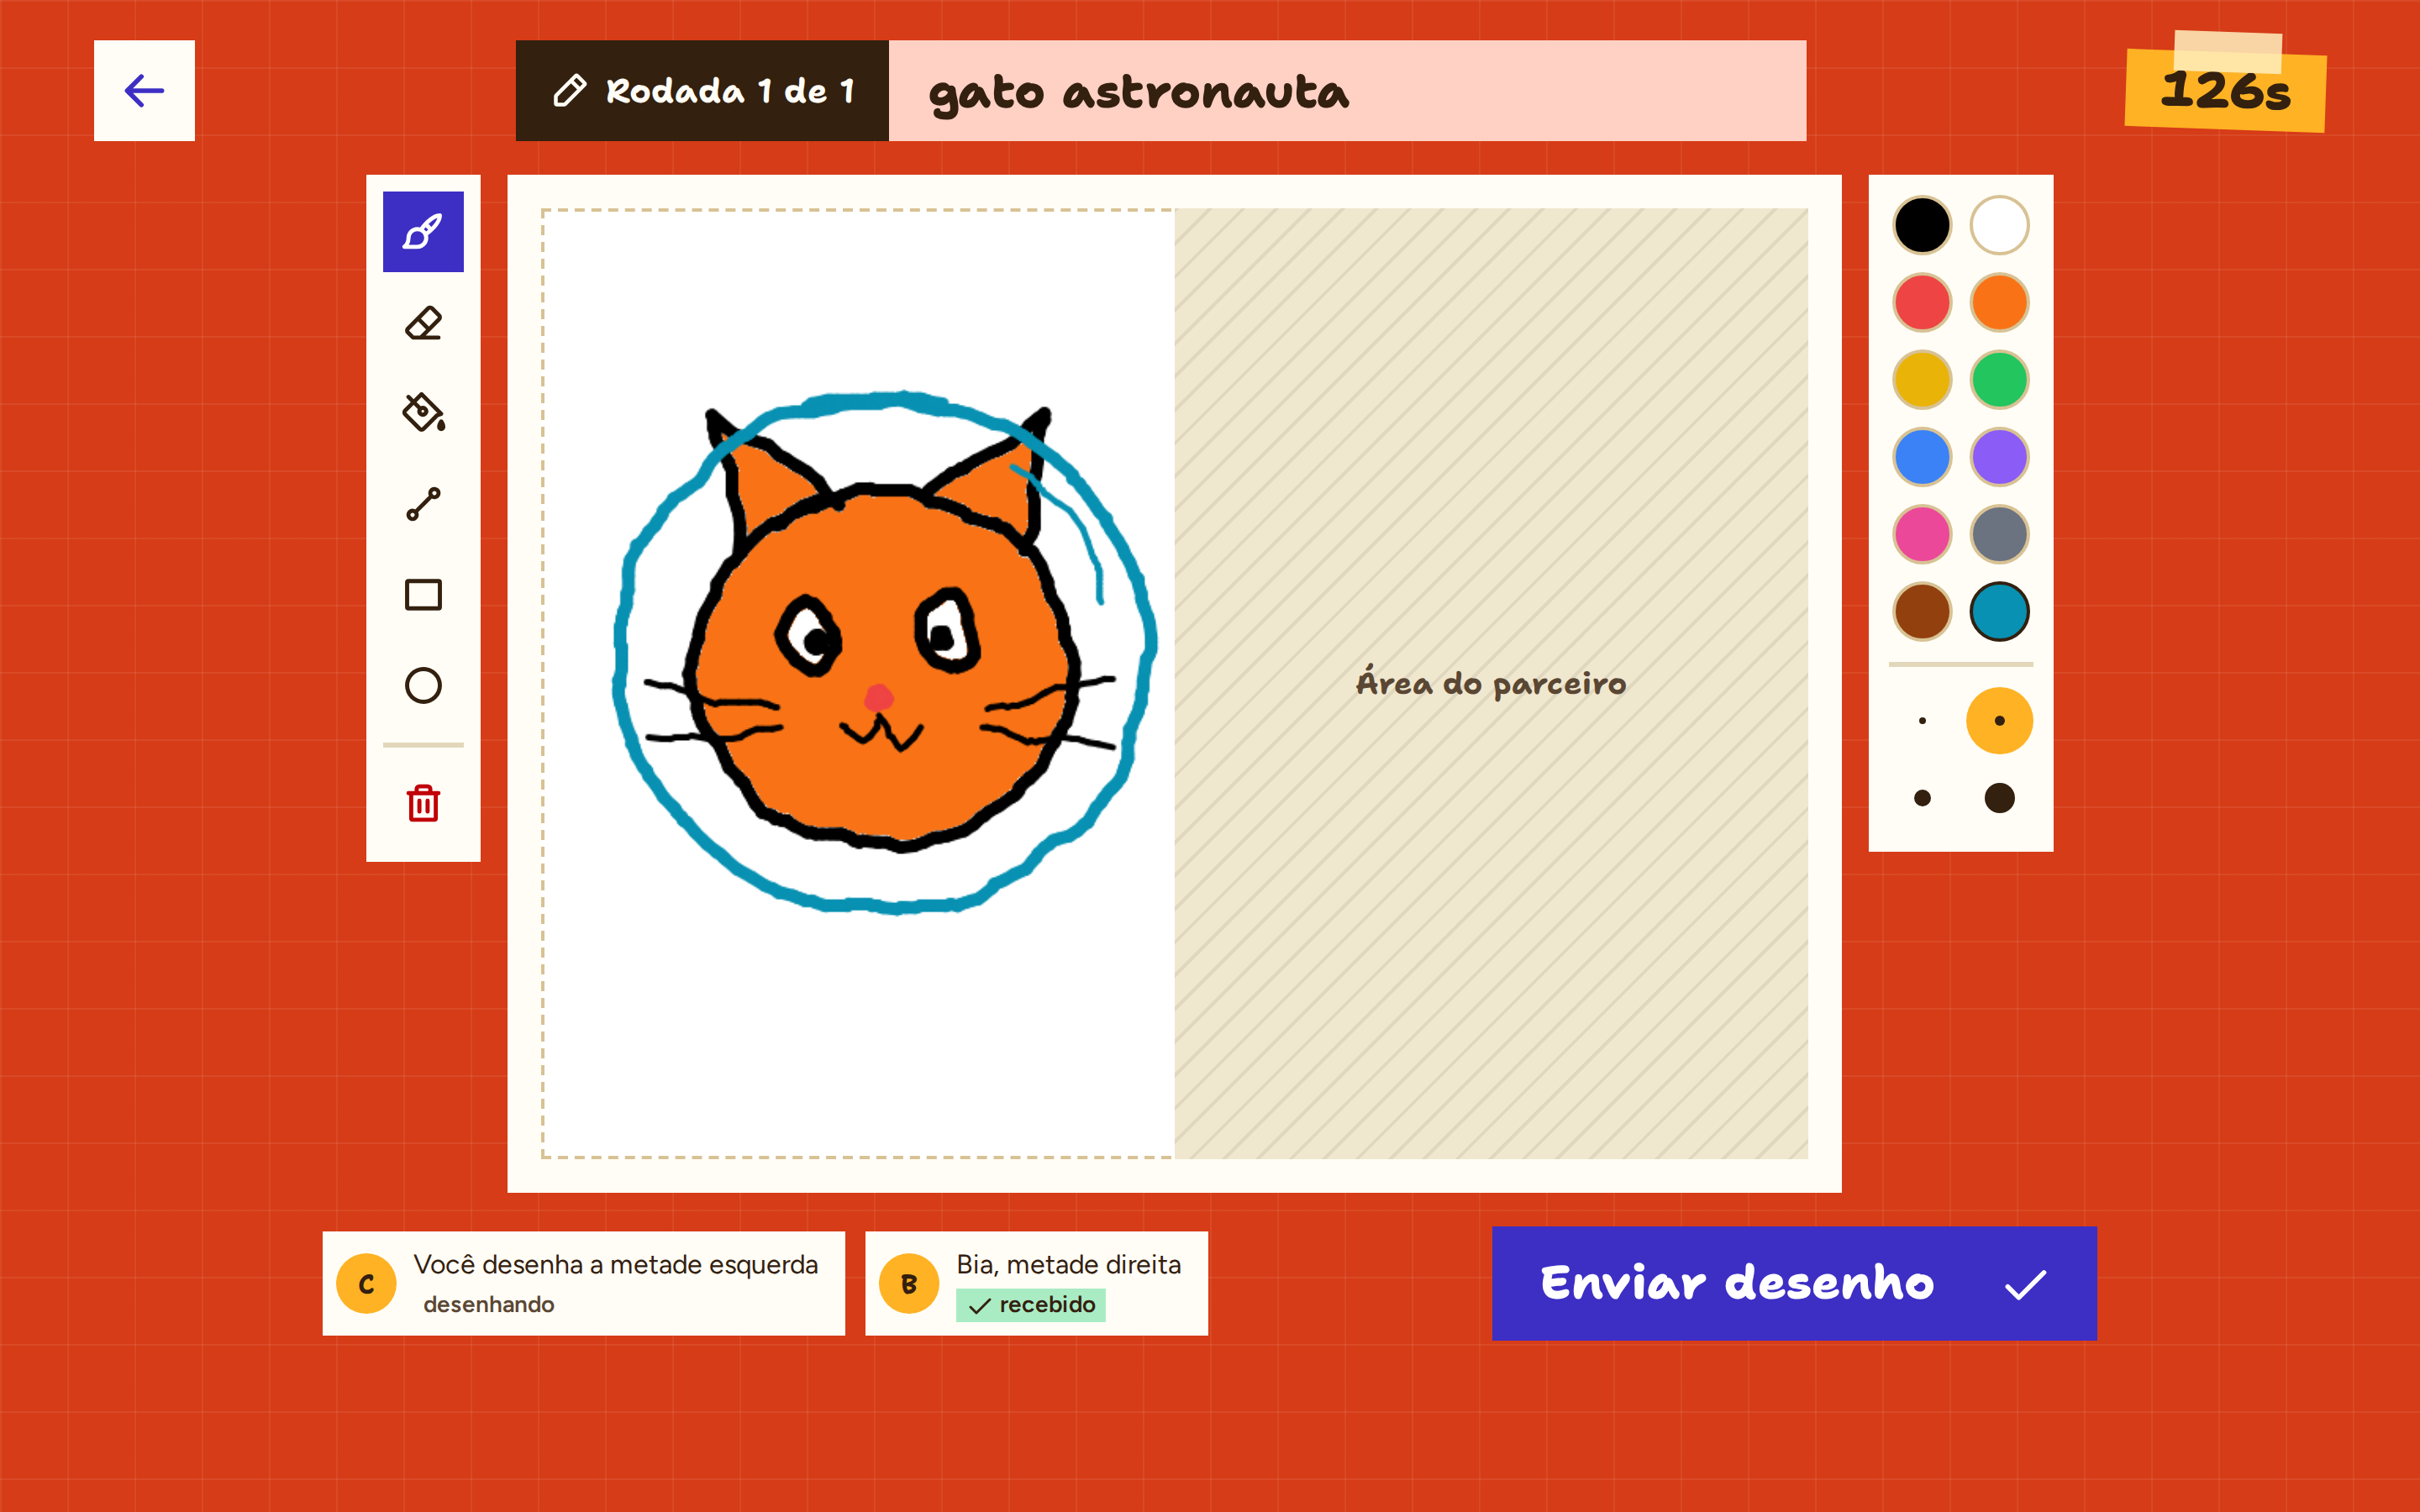 Rodada 1 de 1
gato astronauta
126s
Área do parceiro
C
Você desenha a metade esquerda
desenhando
B
Bia, metade direita
recebido
Enviar desenho